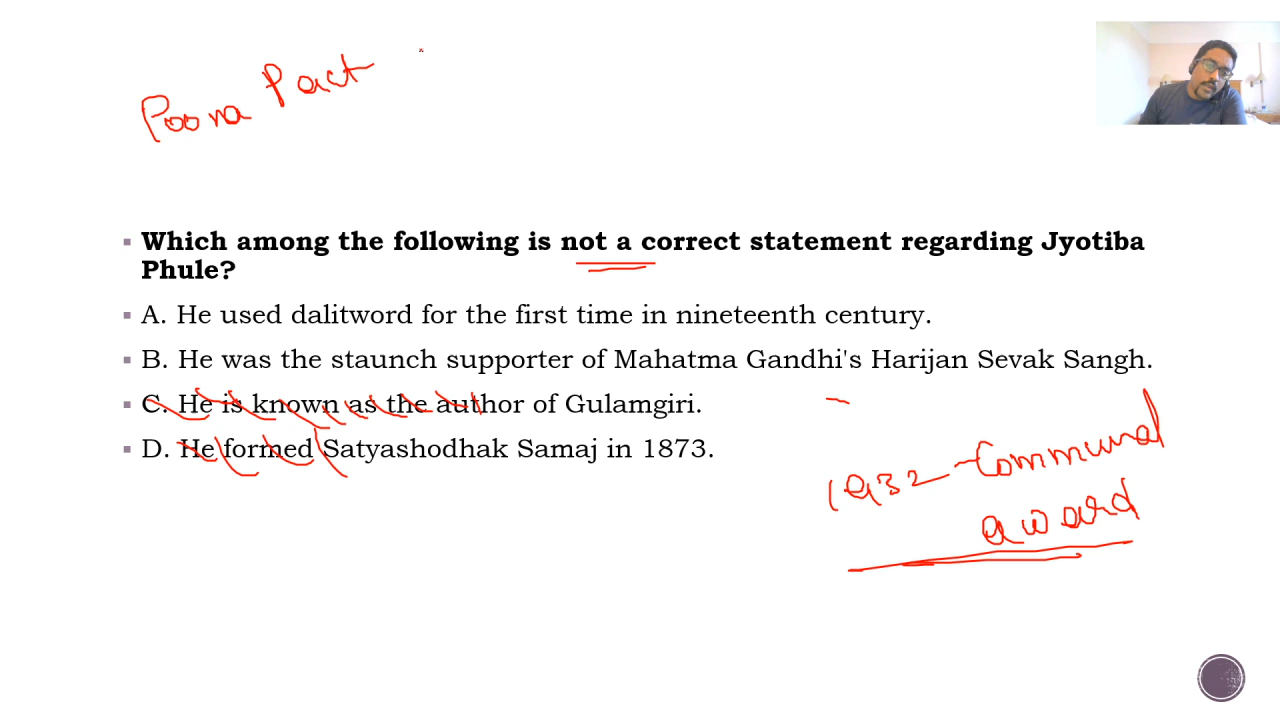 Poona Pact
Which among the following is not a correct statement regarding Jyotiba
Phule?
A. He used dalitword for the first time in nineteenth century.
B. He was the staunch supporter of Mahatma Gandhi's Harijan Sevak Sangh.
C. He is known as the author of Gulamgiri.
D. He formed Satyashodhak Samaj in 1873.
1932 - Communal
award